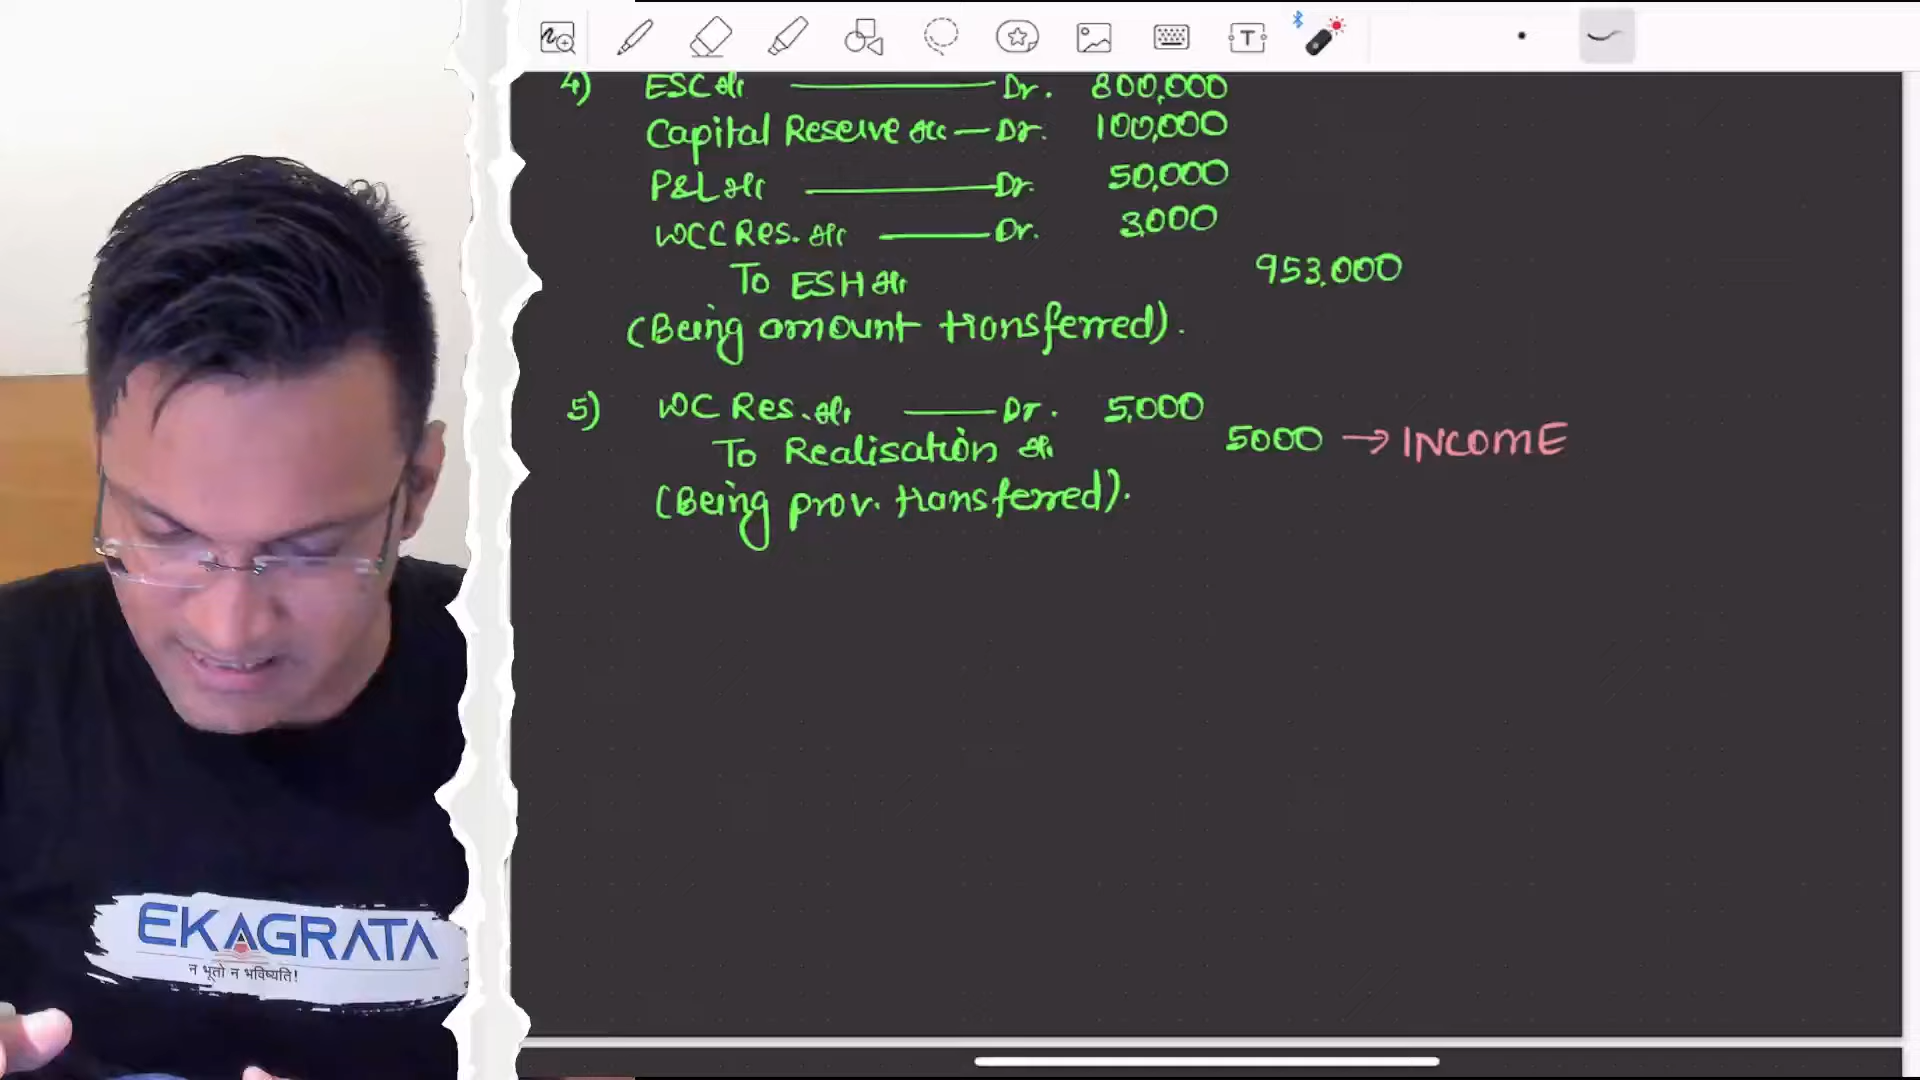 4) ESC a/c —— Dr. 800,000
Capital Reserve a/c — Dr. 100,000
P&L a/c —— Dr. 50,000
WCC Res. a/c —— Dr. 3,000
To ESH a/c 953,000
(Being amount transferred).
5) WC Res. a/c —— Dr. 5,000
To Realisation a/c 5000 → INCOME
(Being prov. transferred).
EKAGRATA
न भूतो न भविष्यति!